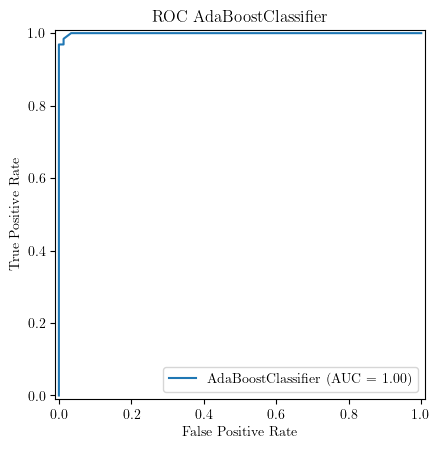 ROC AdaBoostClassifier
1.0
0.8
0.6
0.4
0.2
0.0
True Positive Rate
AdaBoostClassifier (AUC = 1.00)
0.0 0.2 0.4 0.6 0.8 1.0
False Positive Rate